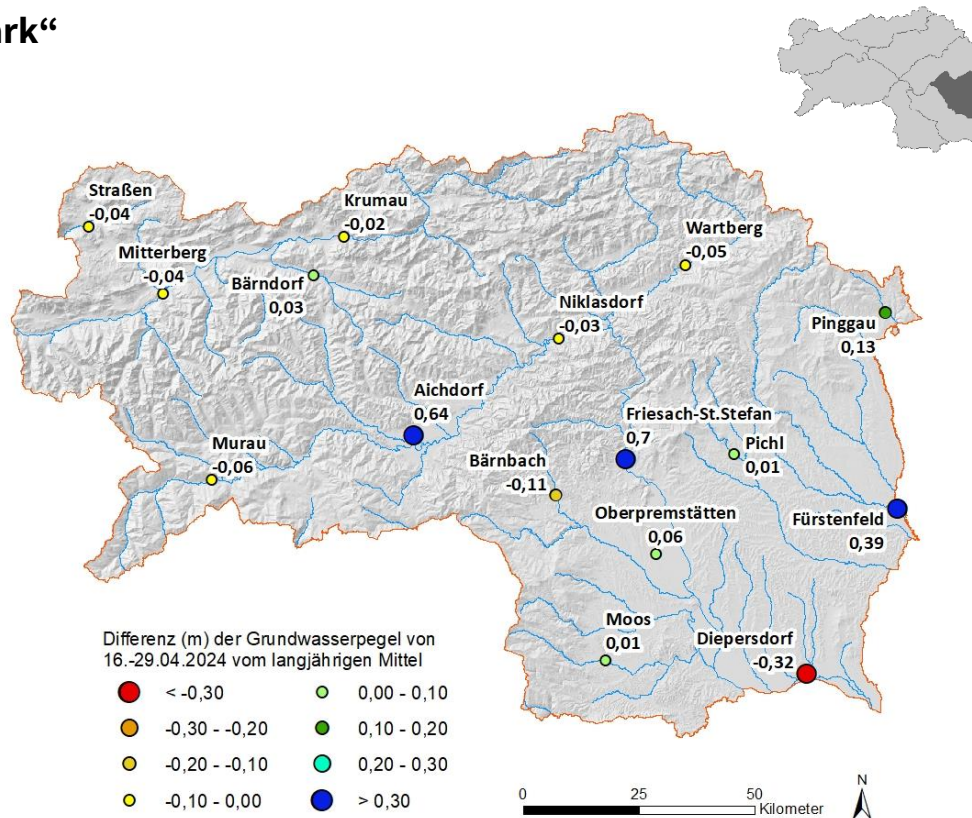 ark“
Straßen
-0,04
Krumau
-0,02
Wartberg
-0,05
Mitterberg
-0,04
Bärndorf
0,03
Niklasdorf
-0,03
Pinggau
0,13
Aichdorf
0,64
Friesach-St.Stefan
0,7
Pichl
0,01
Murau
-0,06
Bärnbach
-0,11
Oberpremstätten
0,06
Fürstenfeld
0,39
Moos
0,01
Diepersdorf
-0,32
Differenz (m) der Grundwasserpegel von
16.-29.04.2024 vom langjährigen Mittel
< -0,30
-0,30 - -0,20
-0,20 - -0,10
-0,10 - 0,00
0,00 - 0,10
0,10 - 0,20
0,20 - 0,30
> 0,30
0 25 50
Kilometer
N